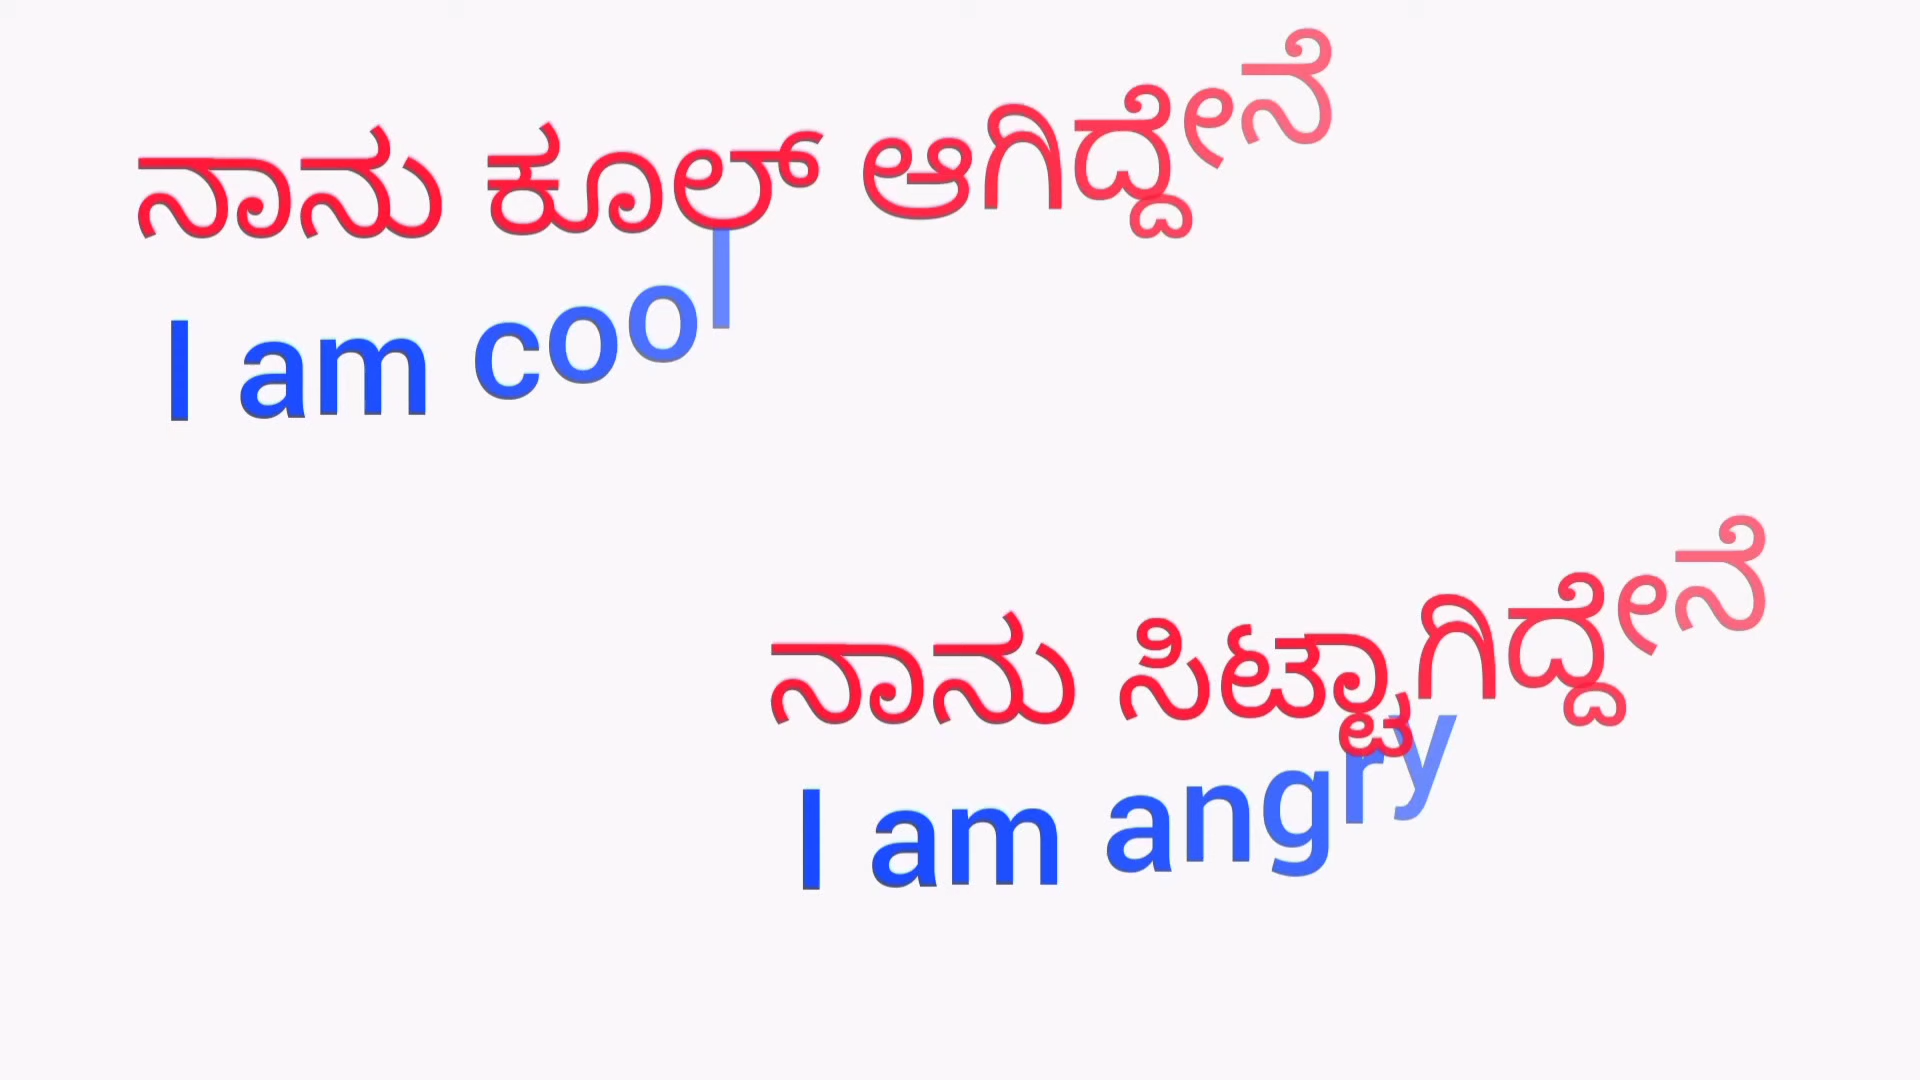 ನಾನು ಕೂಲ್ ಆಗಿದ್ದೇನೆ
I am cool
ನಾನು ಸಿಟ್ಟಾಗಿದ್ದೇನೆ
I am angry